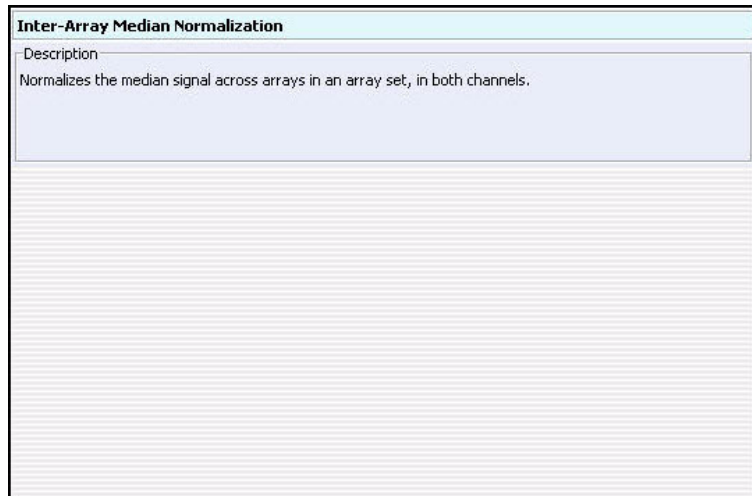 Inter-Array Median Normalization
Description
Normalizes the median signal across arrays in an array set, in both channels.